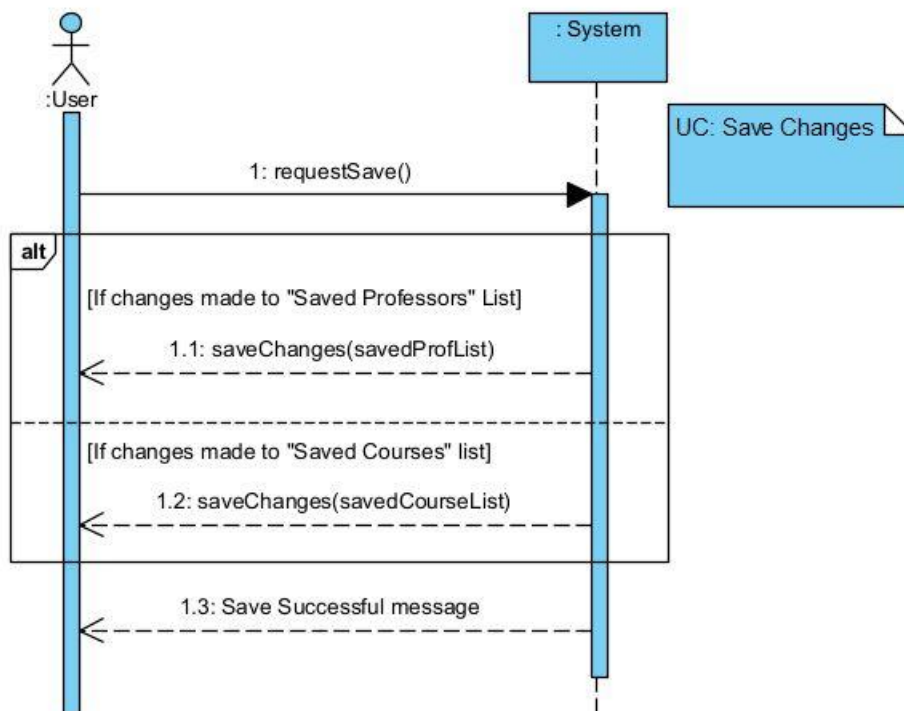 : System
:User
UC: Save Changes
1: requestSave()
alt
[If changes made to "Saved Professors" List]
1.1: saveChanges(savedProfList)
[If changes made to "Saved Courses" list]
1.2: saveChanges(savedCourseList)
1.3: Save Successful message